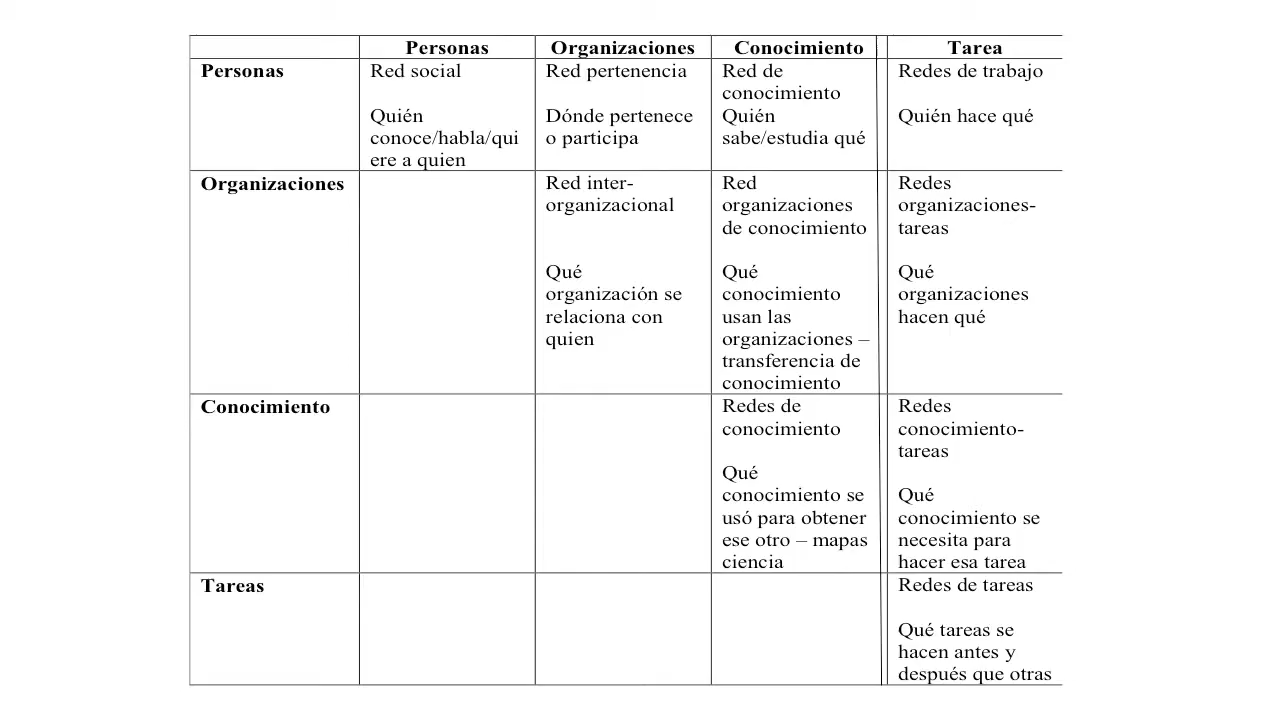 Personas Organizaciones Conocimiento Tarea
Personas
Red social
Quién
conoce/habla/qui
ere a quien
Red pertenencia
Dónde pertenece
o participa
Red de
conocimiento
Quién
sabe/estudia qué
Redes de trabajo
Quién hace qué
Organizaciones
Red inter-
organizacional
Qué
organización se
relaciona con
quien
Red
organizaciones
de conocimiento
Qué
conocimiento
usan las
organizaciones –
transferencia de
conocimiento
Redes
organizaciones-
tareas
Qué
organizaciones
hacen qué
Conocimiento
Redes de
conocimiento
Qué
conocimiento se
usó para obtener
ese otro – mapas
ciencia
Redes
conocimiento-
tareas
Qué
conocimiento se
necesita para
hacer esa tarea
Tareas
Redes de tareas
Qué tareas se
hacen antes y
después que otras